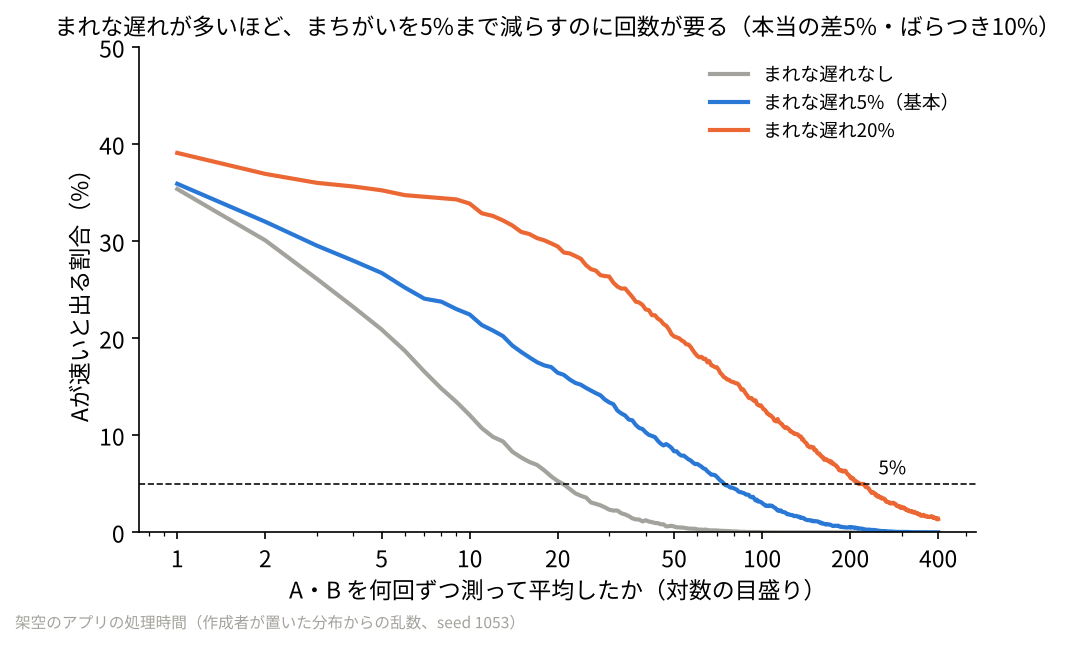 まれな遅れが多いほど、まちがいを5%まで減らすのに回数が要る（本当の差5%・ばらつき10%）
まれな遅れなし
まれな遅れ5%（基本）
まれな遅れ20%
Aが速いと出る割合（%）
50
40
30
20
10
0
5%
1 2 5 10 20 50 100 200 400
A・B を何回ずつ測って平均したか（対数の目盛り）
架空のアプリの処理時間（作成者が置いた分布からの乱数、seed 1053）